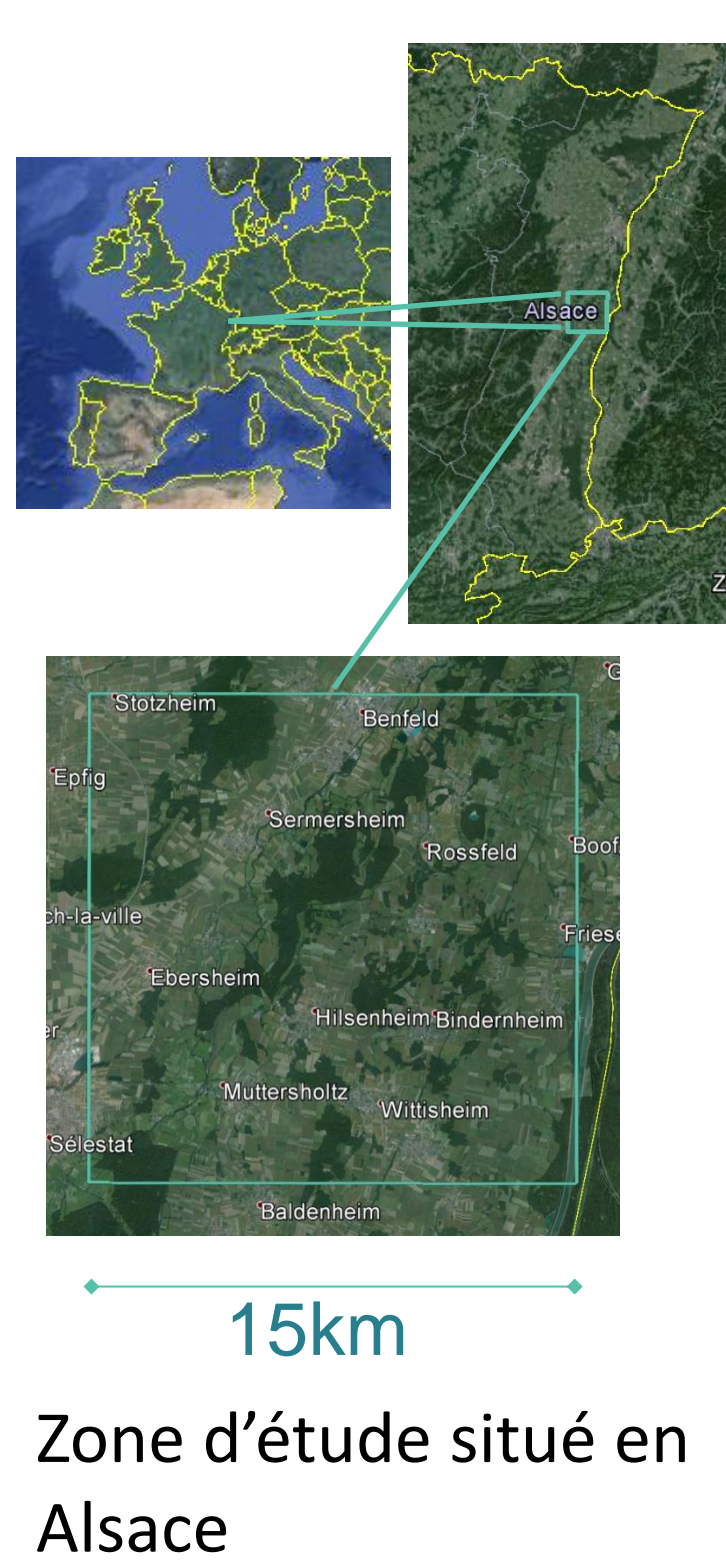 Alsace
Z
G
Stotzheim
Benfeld
Epfig
Sermersheim
Rossfeld
Boof
ch-la-ville
Friese
Ebersheim
Hilsenheim
Bindernheim
er
Muttersholtz
Wittisheim
Sélestat
Baldenheim
15km
Zone d’étude situé en
Alsace